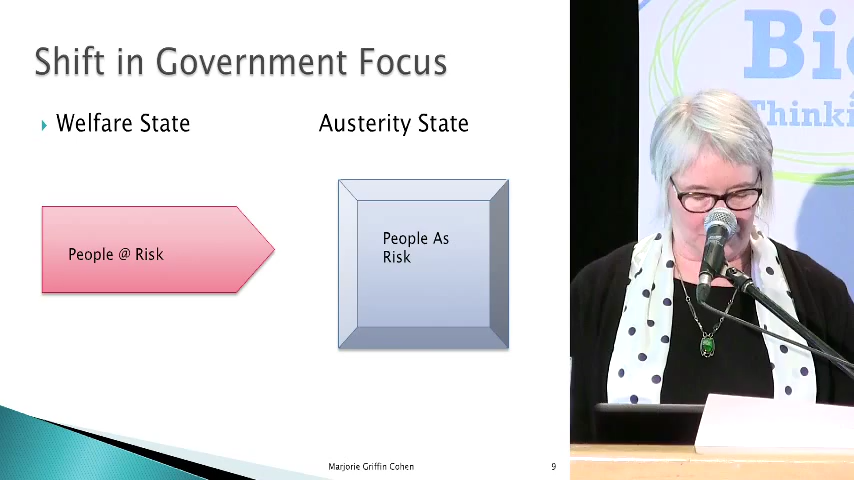 Shift in Government Focus
Welfare State
Austerity State
People @ Risk
People As
Risk
Marjorie Griffin Cohen
9